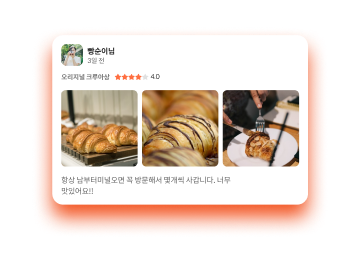 빵순이님
3일 전
오리지널 크루아상 ★★★★☆ 4.0
항상 남부터미널오면 꼭 방문해서 몇개씩 사갑니다. 너무
맛있어요!!